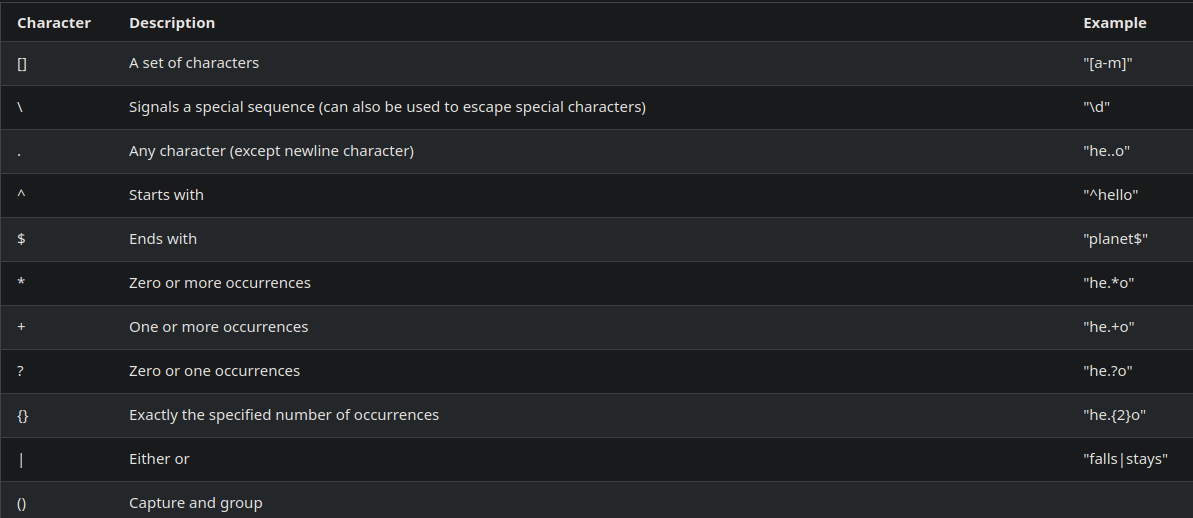 Character Description Example
[] A set of characters "[a-m]"
\ Signals a special sequence (can also be used to escape special characters) "\d"
. Any character (except newline character) "he..o"
^ Starts with "^hello"
$ Ends with "planet$"
* Zero or more occurrences "he.*o"
+ One or more occurrences "he.+o"
? Zero or one occurrences "he.?o"
{} Exactly the specified number of occurrences "he.{2}o"
| Either or "falls|stays"
() Capture and group